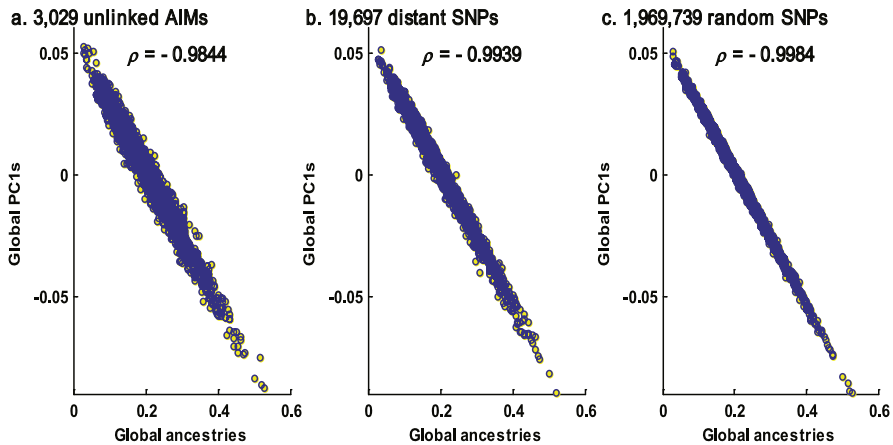 a. 3,029 unlinked AIMs
ρ = - 0.9844
0.05
0
-0.05
Global PC1s
0
0.2
0.4
0.6
Global ancestries
b. 19,697 distant SNPs
ρ = - 0.9939
0.05
0
-0.05
Global PC1s
0
0.2
0.4
0.6
Global ancestries
c. 1,969,739 random SNPs
ρ = - 0.9984
0.05
0
-0.05
Global PC1s
0
0.2
0.4
0.6
Global ancestries